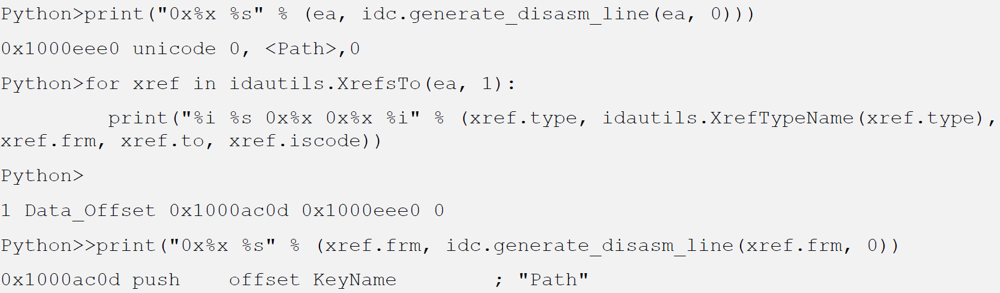 Python>print("0x%x %s" % (ea, idc.generate_disasm_line(ea, 0)))
0x1000eee0 unicode 0, <Path>,0
Python>for xref in idautils.XrefsTo(ea, 1):
        print("%i %s 0x%x 0x%x %i" % (xref.type, idautils.XrefTypeName(xref.type),
xref.frm, xref.to, xref.iscode))
Python>
1 Data_Offset 0x1000ac0d 0x1000eee0 0
Python>>print("0x%x %s" % (xref.frm, idc.generate_disasm_line(xref.frm, 0))
0x1000ac0d push    offset KeyName        ; "Path"